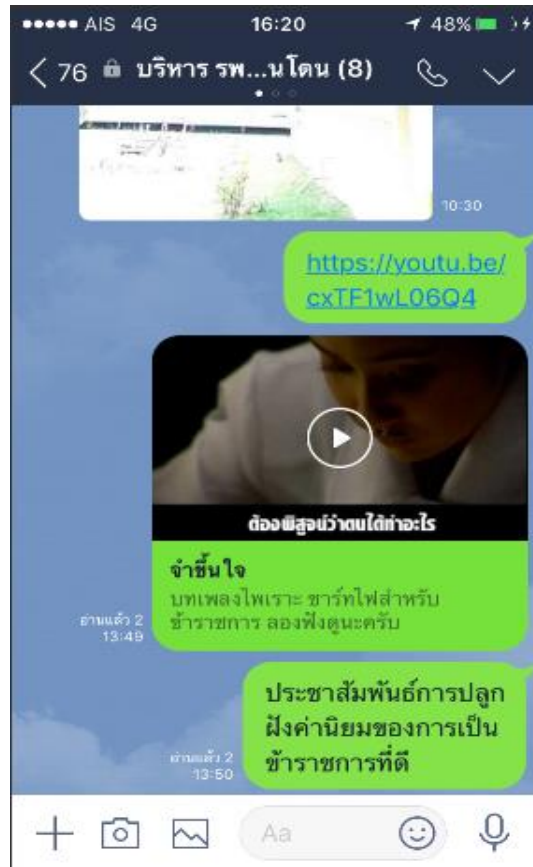 AIS 4G 16:20 48%
76 บริหาร รพ...นโดน (8)
10:30
https://youtu.be/
cxTF1wL06Q4
ต้องพิสูจน์ว่าตนได้ทำอะไร
จำขึ้นใจ
บทเพลงไพเราะ ชาร์ทไฟสำหรับ
ข้าราชการ ลองฟังดูนะครับ
อ่านแล้ว 2
13:49
ประชาสัมพันธ์การปลูก
ฝังค่านิยมของการเป็น
ข้าราชการที่ดี
อ่านแล้ว 2
13:50
Aa